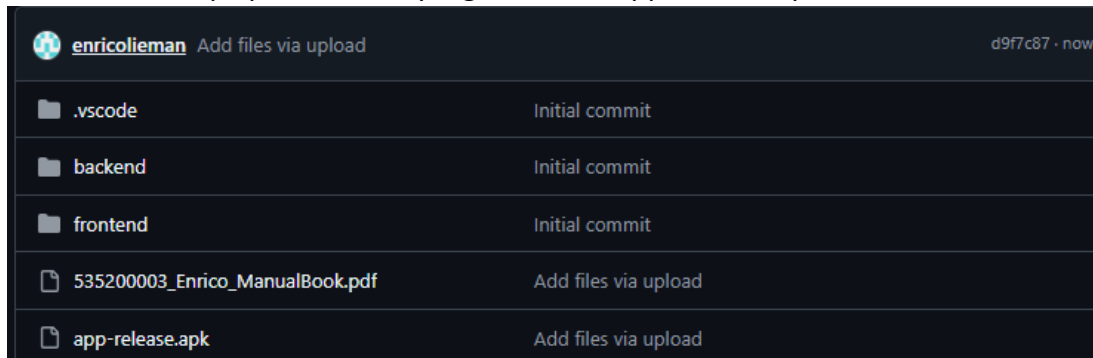 enricolieman Add files via upload d9f7c87 · now
.vscode Initial commit
backend Initial commit
frontend Initial commit
535200003_Enrico_ManualBook.pdf Add files via upload
app-release.apk Add files via upload